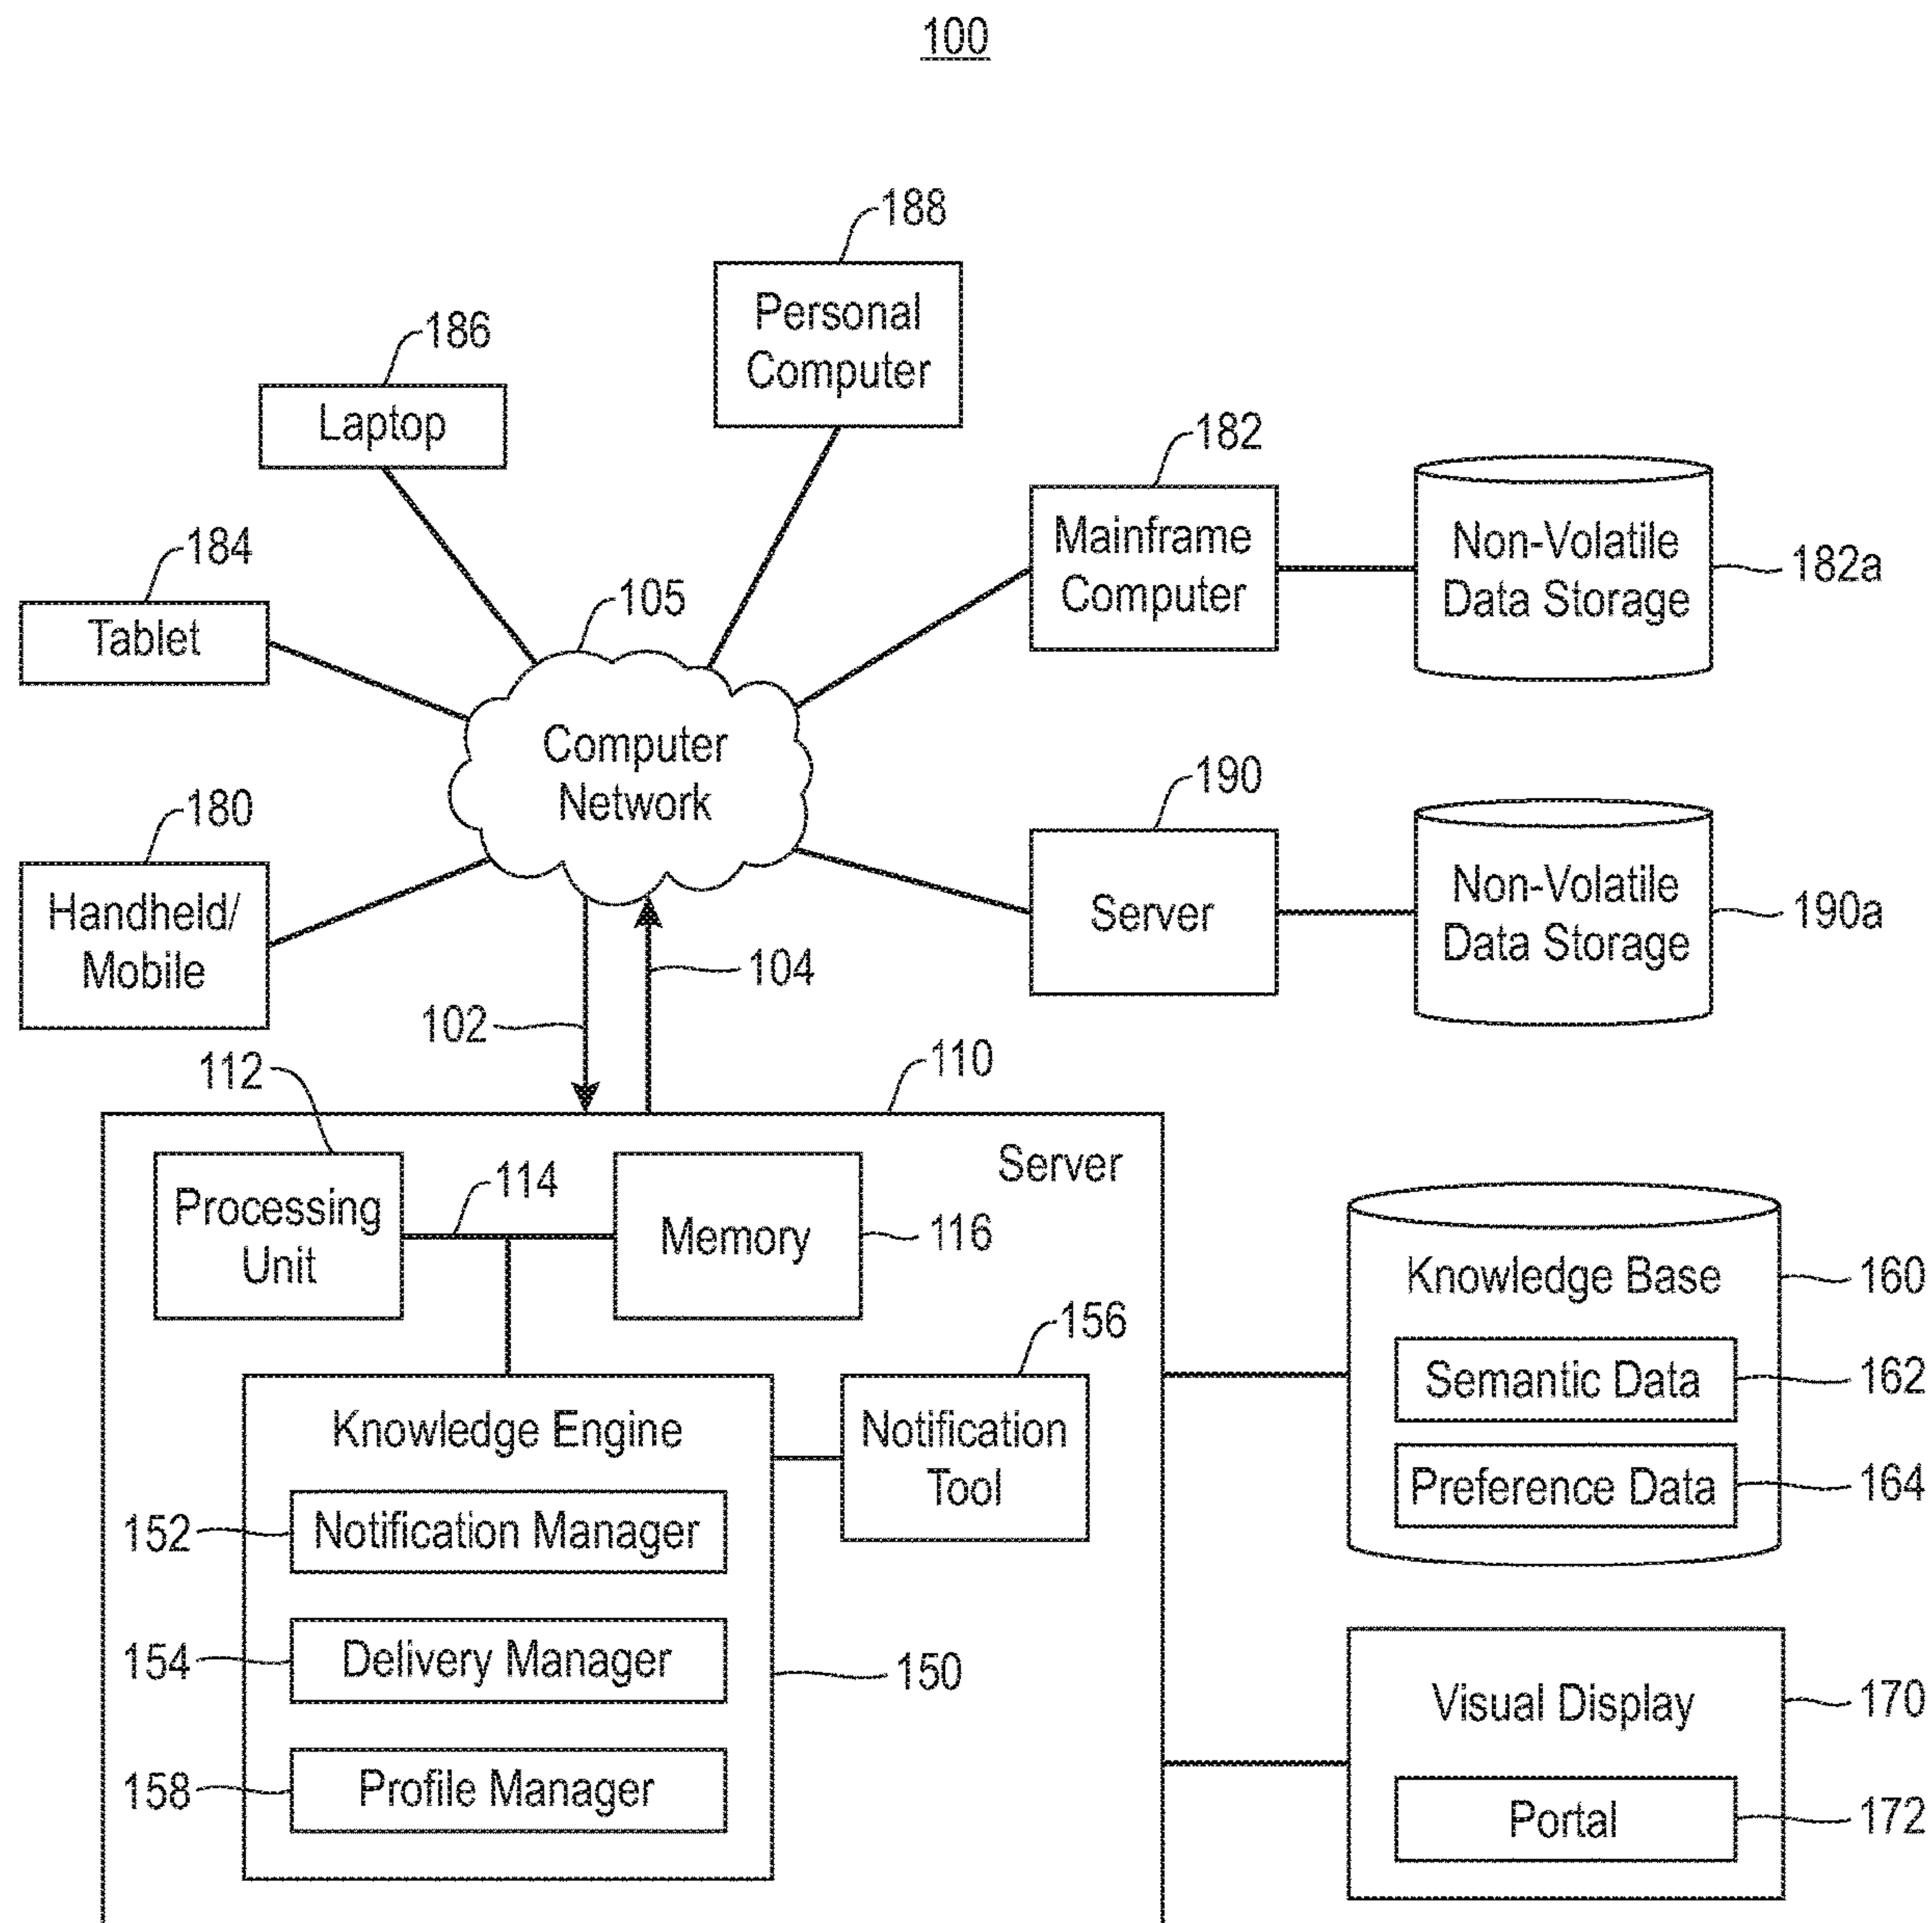 100
188
Personal
Computer
186
Laptop
182
Mainframe
Computer
Non-Volatile
Data Storage
182a
184
Tablet
105
Computer
Network
180
Handheld/
Mobile
190
Server
Non-Volatile
Data Storage
190a
102
104
110
Server
112
Processing
Unit
114
Memory
116
156
Notification
Tool
Knowledge Engine
152
Notification Manager
154
Delivery Manager
150
158
Profile Manager
Knowledge Base
160
Semantic Data
162
Preference Data
164
Visual Display
170
Portal
172